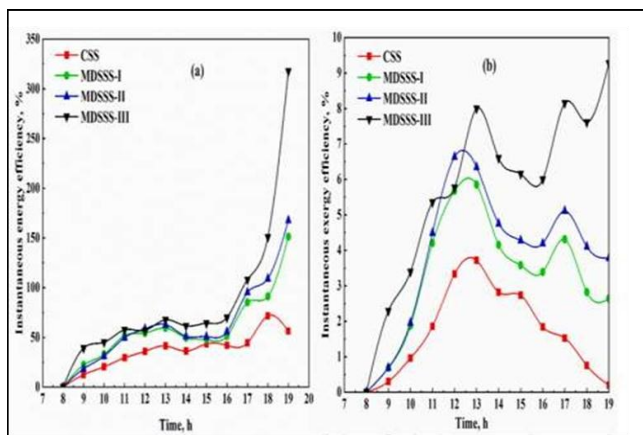 350
300
250
200
150
100
50
0
Instantaneous energy efficiency, %
CSS
MDSSS-I
MDSSS-II
MDSSS-III
(a)
7 8 9 10 11 12 13 14 15 16 17 18 19 20
Time, h
10
9
8
7
6
5
4
3
2
1
0
Instantaneous exergy efficiency, %
CSS
MDSSS-I
MDSSS-II
MDSSS-III
(b)
7 8 9 10 11 12 13 14 15 16 17 18 19
Time, h